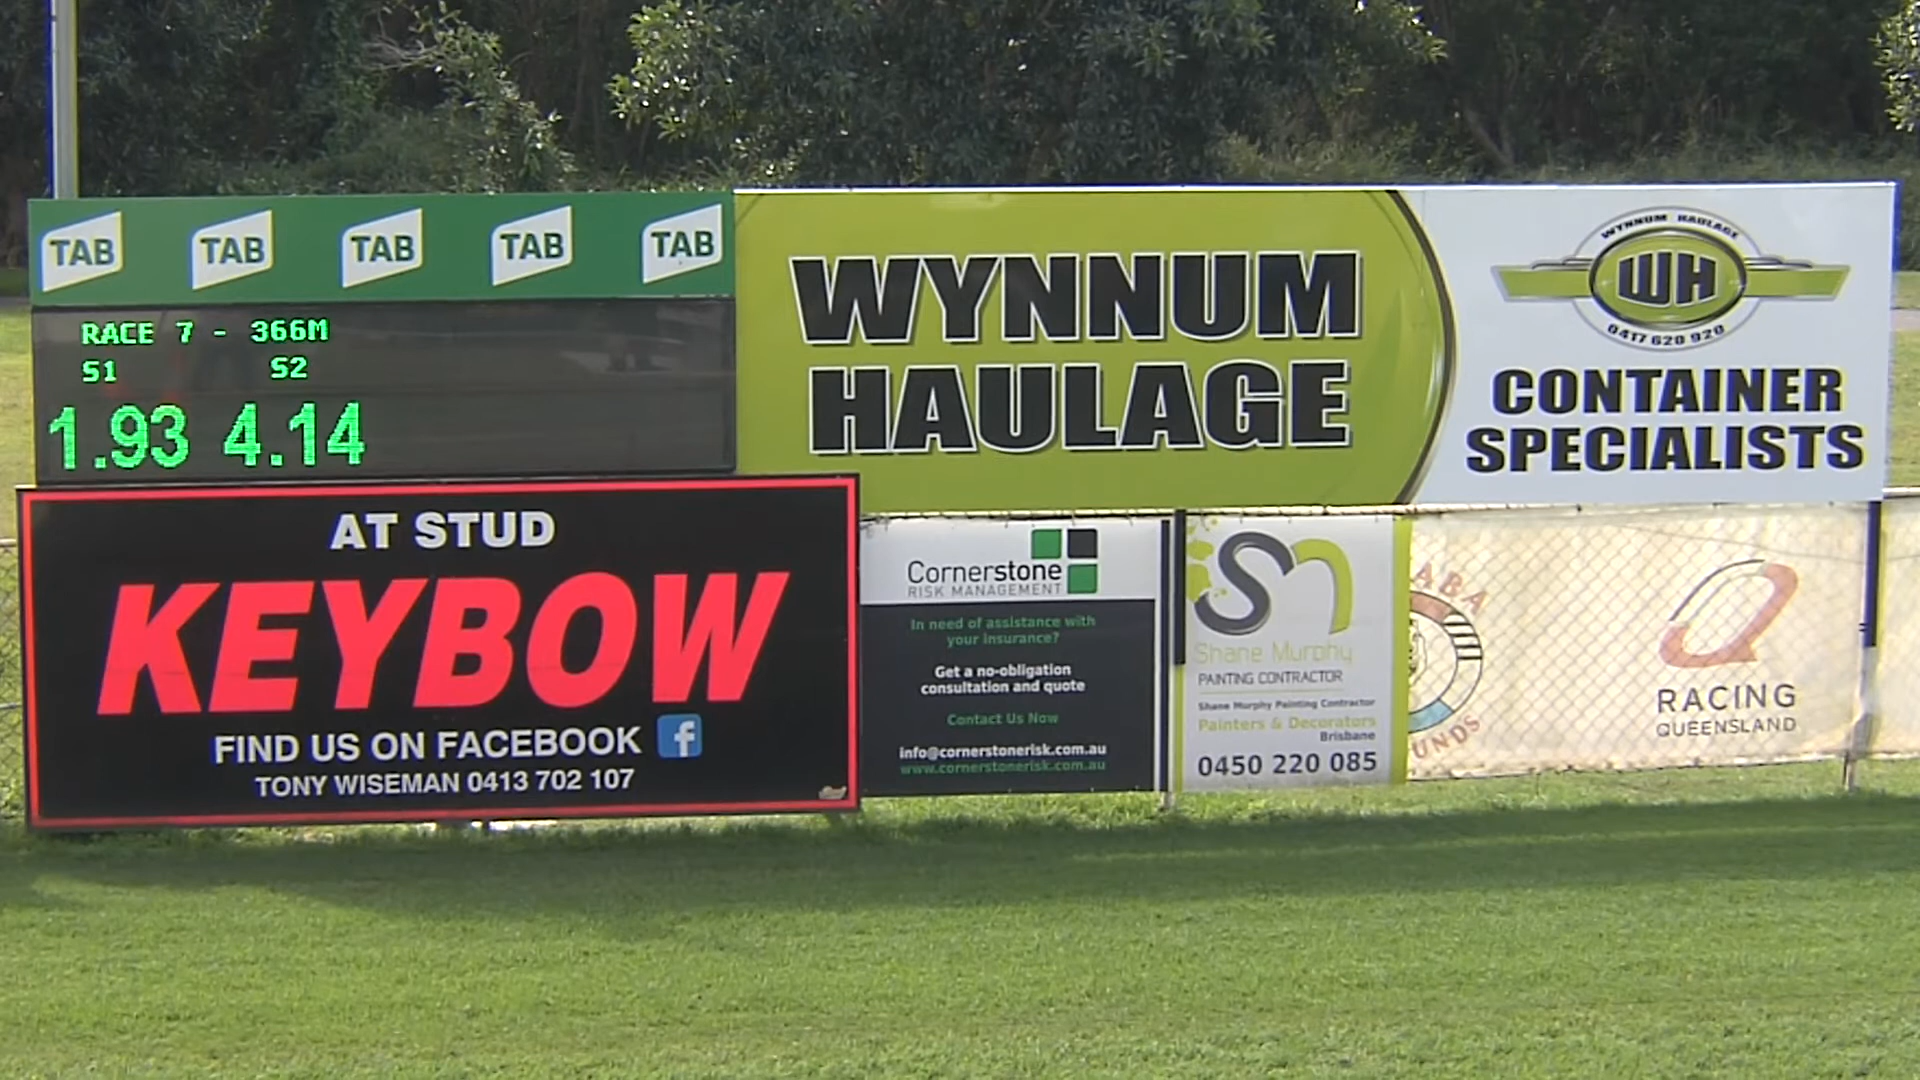 TAB TAB TAB TAB TAB
RACE 7 - 366M
S1 S2
1.93 4.14
WYNNUM
HAULAGE
WYNNUM HAULAGE
WH
0417 620 920
CONTAINER
SPECIALISTS
AT STUD
KEYBOW
FIND US ON FACEBOOK f
TONY WISEMAN 0413 702 107
Cornerstone
RISK MANAGEMENT
In need of assistance with
your insurance?
Get a no-obligation
consultation and quote
Contact Us Now
info@cornerstonerisk.com.au
www.cornerstonerisk.com.au
Shane Murphy
PAINTING CONTRACTOR
Shane Murphy Painting Contractor
Painters & Decorators
Brisbane
0450 220 085
RACING
QUEENSLAND